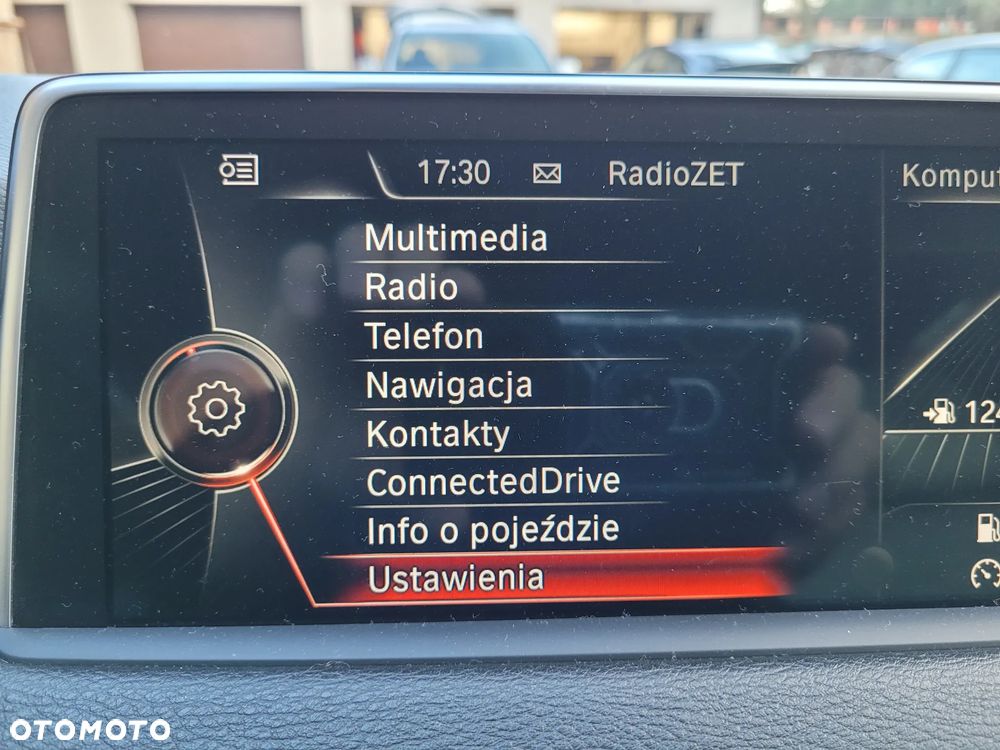 17:30 RadioZET Komput
Multimedia
Radio
Telefon
Nawigacja
Kontakty
ConnectedDrive
124
Info o pojeździe
Ustawienia
OTOMOTO